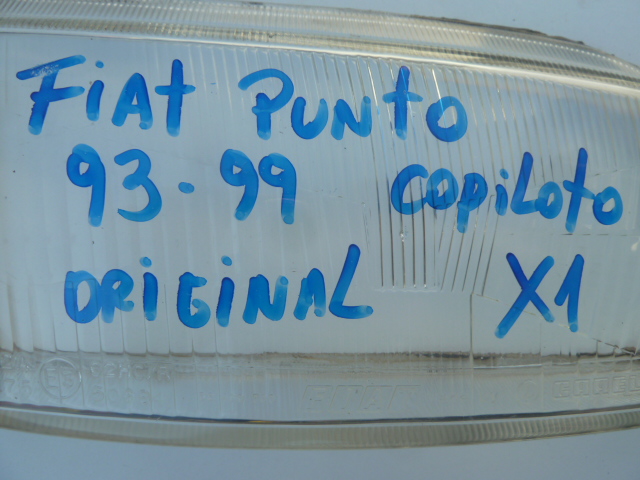 FiAt PUNtO
93-99 COPiLOtO
ORiGiNAL X1